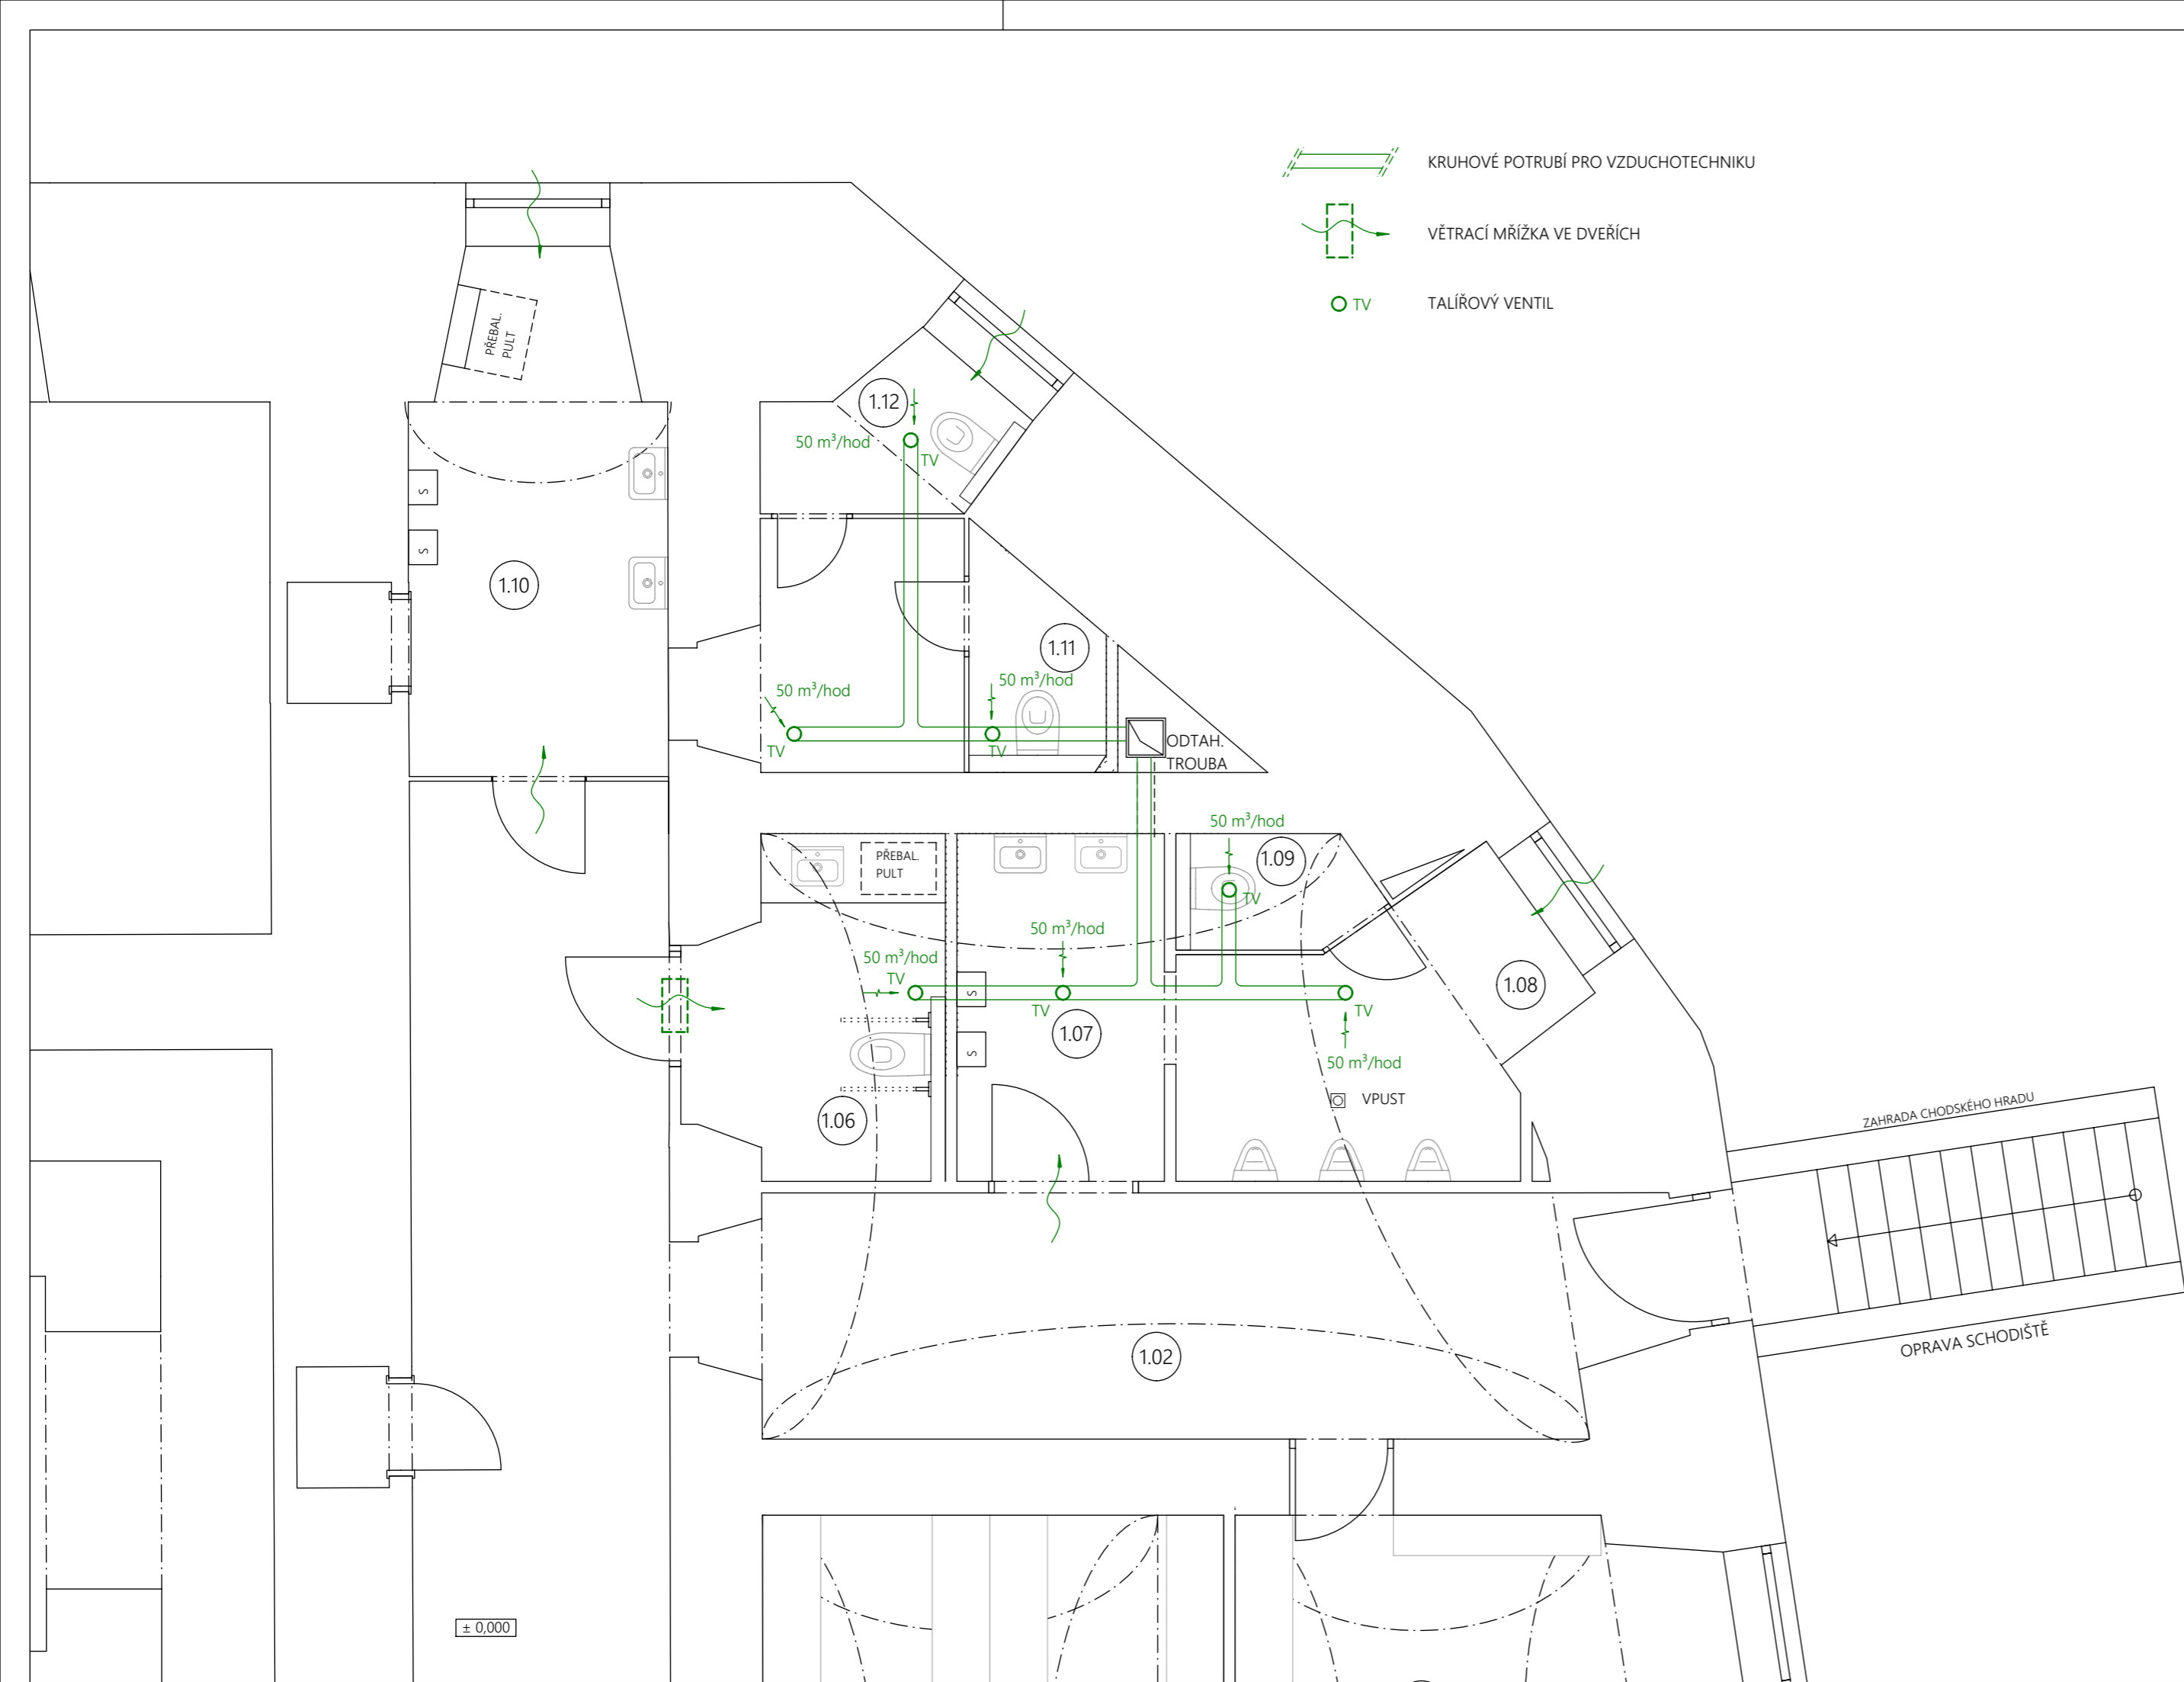 KRUHOVÉ POTRUBÍ PRO VZDUCHOTECHNIKU
VĚTRACÍ MŘÍŽKA VE DVEŘÍCH
TV
TALÍŘOVÝ VENTIL
PŘEBAL.
PULT
1.12
50 m³/hod
TV
S
S
1.10
1.11
50 m³/hod
50 m³/hod
TV
TV
ODTAH.
TROUBA
50 m³/hod
1.09
TV
PŘEBAL.
PULT
50 m³/hod
50 m³/hod
TV
S
TV
1.08
TV
1.07
S
50 m³/hod
VPUST
1.06
ZAHRADA CHODSKÉHO HRADU
OPRAVA SCHODIŠTĚ
1.02
± 0,000